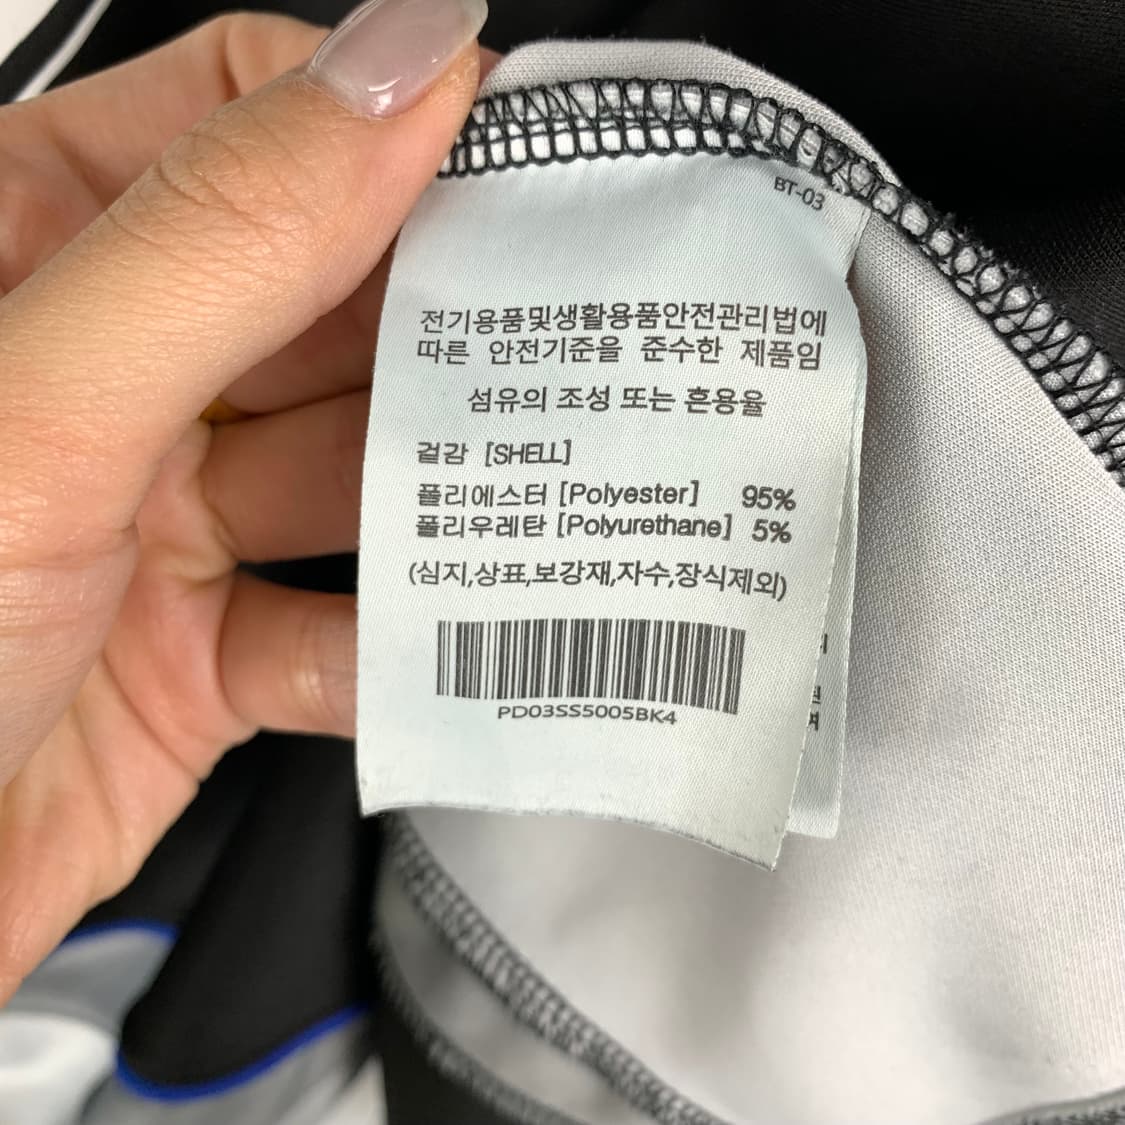 BT-03
전기용품및생활용품안전관리법에
따른 안전기준을 준수한 제품임
섬유의 조성 또는 혼용율
겉감 [SHELL]
폴리에스터 [Polyester] 95%
폴리우레탄 [Polyurethane] 5%
(심지,상표,보강재,자수,장식제외)
PD03SS5005BK4